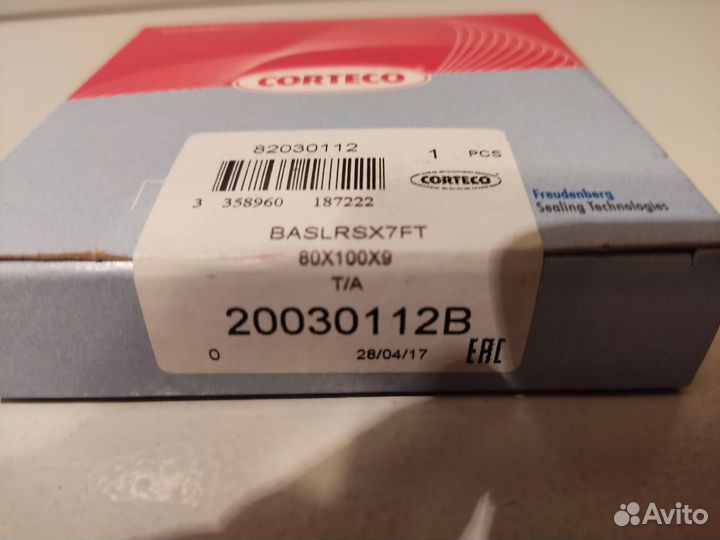 CORTECO
82030112
1 PCS
3 358960 187222
CORTECO
Freudenberg
Sealing Technologies
BASLRSX7FT
80X100X9
T/A
20030112B
0 28/04/17 EAC
Avito